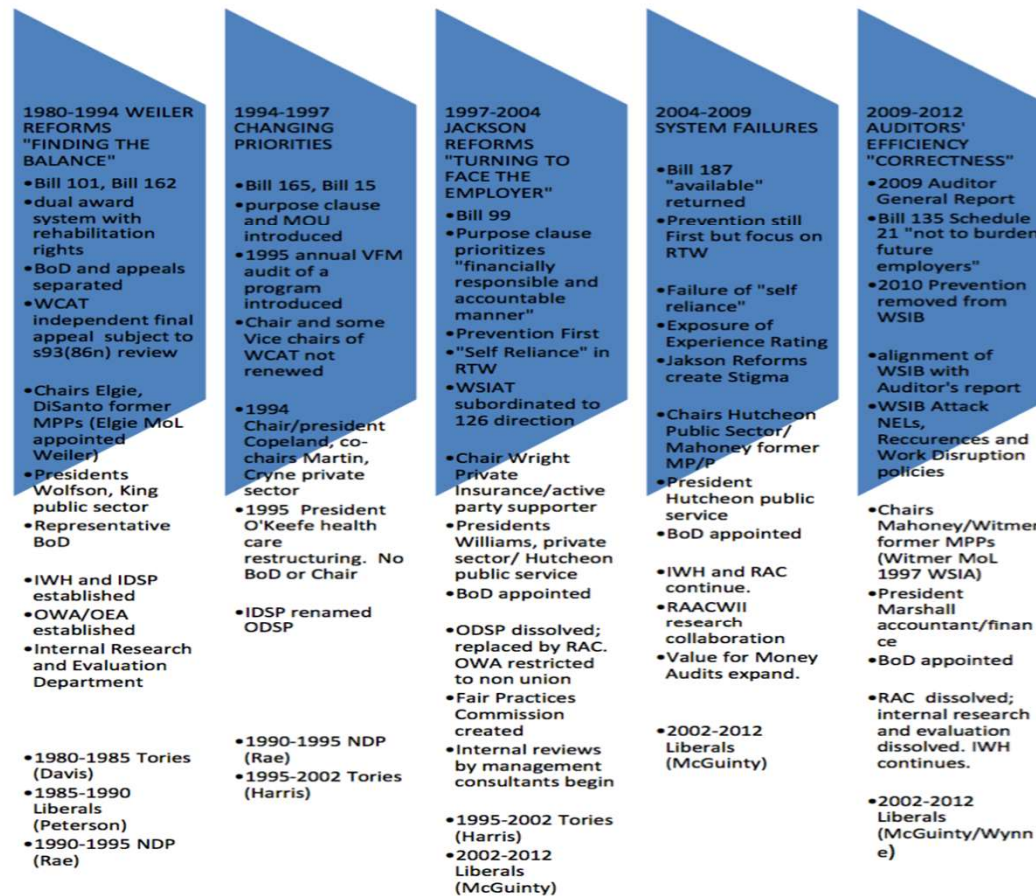 1980-1994 WEILER
REFORMS
"FINDING THE
BALANCE"
•Bill 101, Bill 162
•dual award
system with
rehabilitation
rights
•BoD and appeals
separated
•WCAT
independent final
appeal subject to
s93(86n) review
•Chairs Elgie,
DiSanto former
MPPs (Elgie MoL
appointed
Weiler)
•Presidents
Wolfson, King
public sector
•Representative
BoD
•IWH and IDSP
established
•OWA/OEA
established
•Internal Research
and Evaluation
Department
•1980-1985 Tories
(Davis)
•1985-1990
Liberals
(Peterson)
•1990-1995 NDP
(Rae)
1994-1997
CHANGING
PRIORITIES
•Bill 165, Bill 15
•purpose clause
and MOU
introduced
•1995 annual VFM
audit of a
program
introduced
•Chair and some
Vice chairs of
WCAT not
renewed
•1994
Chair/president
Copeland, co-
chairs Martin,
Cryne private
sector
•1995 President
O'Keefe health
care
restructuring. No
BoD or Chair
•IDSP renamed
ODSP
•1990-1995 NDP
(Rae)
•1995-2002 Tories
(Harris)
1997-2004
JACKSON
REFORMS
"TURNING TO
FACE THE
EMPLOYER"
•Bill 99
•Purpose clause
prioritizes
"financially
responsible and
accountable
manner"
•Prevention First
•"Self Reliance" in
RTW
•WSIAT
subordinated to
126 direction
•Chair Wright
Private
Insurance/active
party supporter
•Presidents
Williams, private
sector/ Hutcheon
public service
•BoD appointed
•ODSP dissolved;
replaced by RAC.
OWA restricted
to non union
•Fair Practices
Commission
created
•Internal reviews
by management
consultants begin
•1995-2002 Tories
(Harris)
•2002-2012
Liberals
(McGuinty)
2004-2009
SYSTEM FAILURES
•Bill 187
"available"
returned
•Prevention still
First but focus on
RTW
•Failure of "self
reliance"
•Exposure of
Experience Rating
•Jakson Reforms
create Stigma
•Chairs Hutcheon
Public Sector/
Mahoney former
MP/P
•President
Hutcheon public
service
•BoD appointed
•IWH and RAC
continue.
•RAACWII
research
collaboration
•Value for Money
Audits expand.
•2002-2012
Liberals
(McGuinty)
2009-2012
AUDITORS'
EFFICIENCY
"CORRECTNESS"
•2009 Auditor
General Report
•Bill 135 Schedule
21 "not to burden
future
employers"
•2010 Prevention
removed from
WSIB
•alignment of
WSIB with
Auditor's report
•WSIB Attack
NELs,
Reccurences and
Work Disruption
policies
•Chairs
Mahoney/Witmer
former MPPs
(Witmer MoL
1997 WSIA)
•President
Marshall
accountant/finan
ce
•BoD appointed
•RAC dissolved;
internal research
and evaluation
dissolved. IWH
continues.
•2002-2012
Liberals
(McGuinty/Wynn
e)